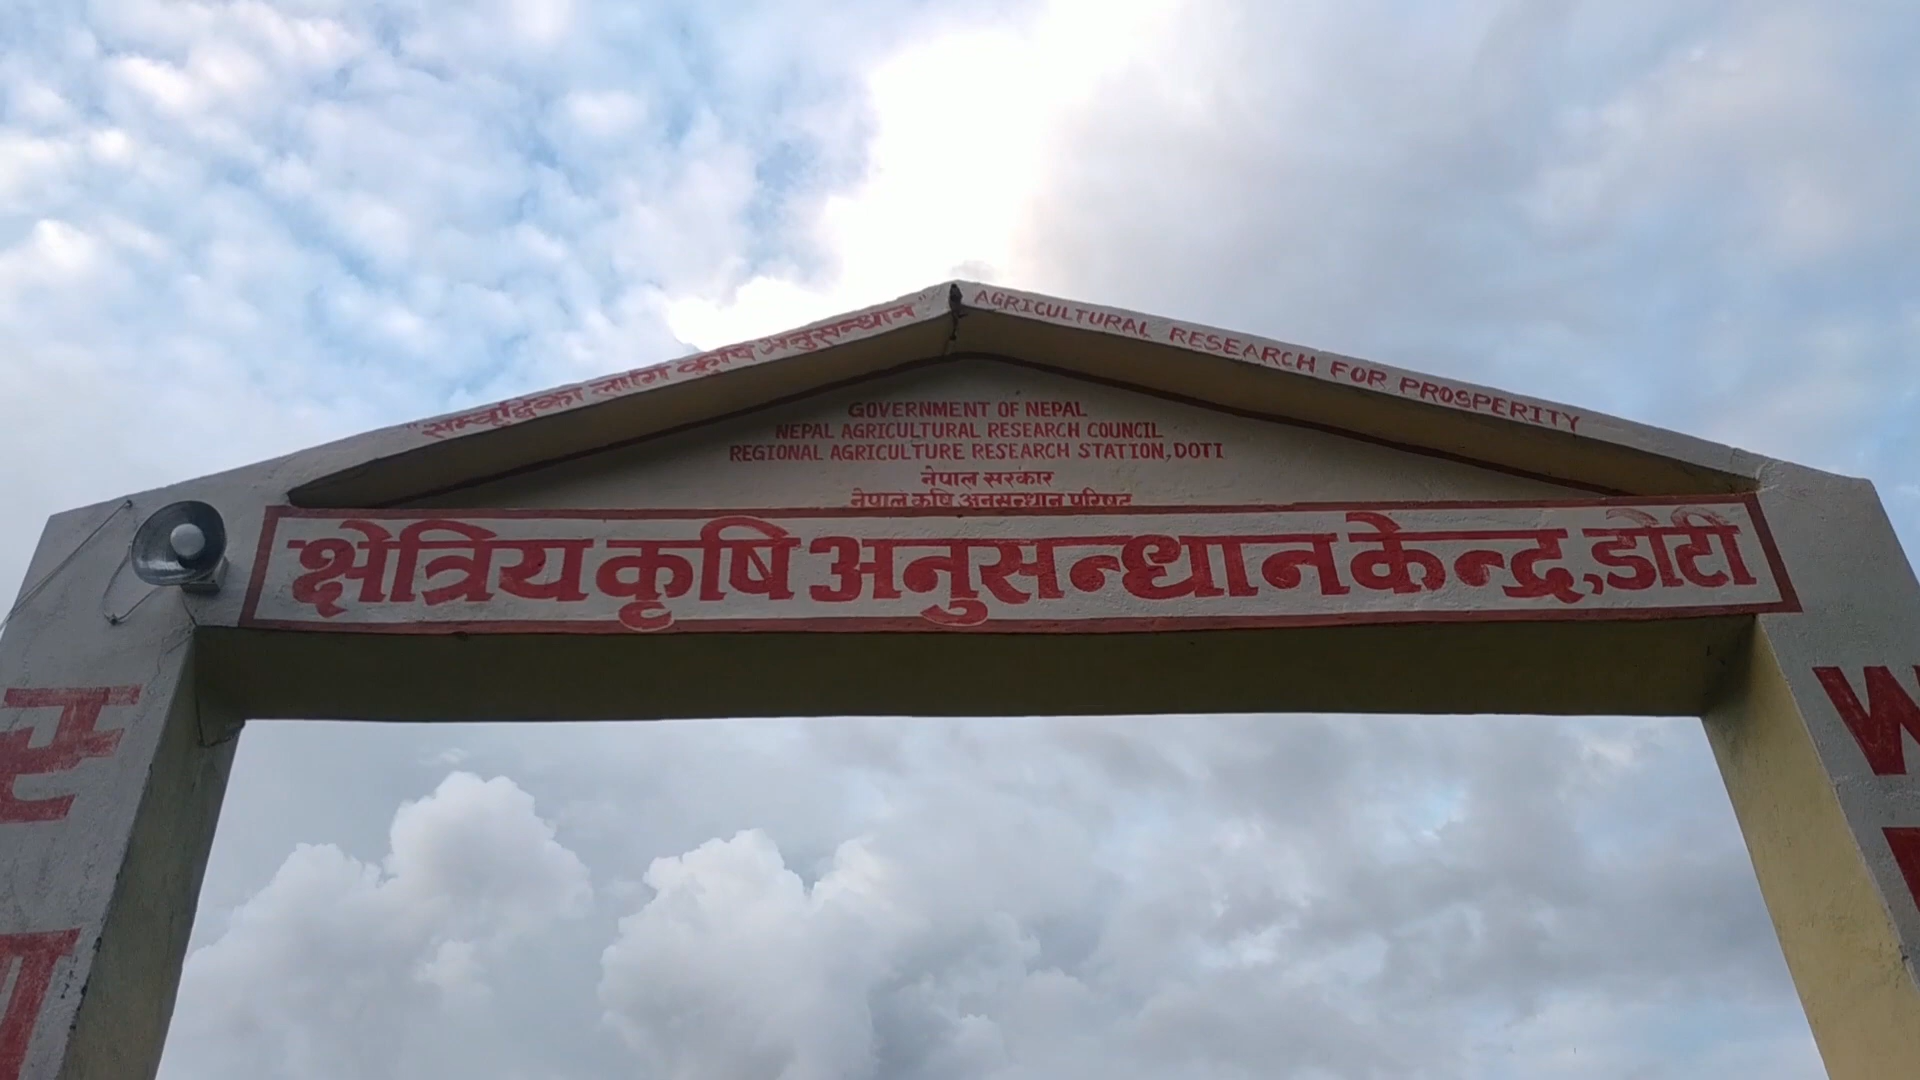 "सम्वृद्धिका लागि कृषि अनुसन्धान"
AGRICULTURAL RESEARCH FOR PROSPERITY
GOVERNMENT OF NEPAL
NEPAL AGRICULTURAL RESEARCH COUNCIL
REGIONAL AGRICULTURE RESEARCH STATION, DOTI
नेपाल सरकार
नेपाल कृषि अनुसन्धान परिषद
क्षेत्रिय कृषि अनुसन्धान केन्द्र, डोटी